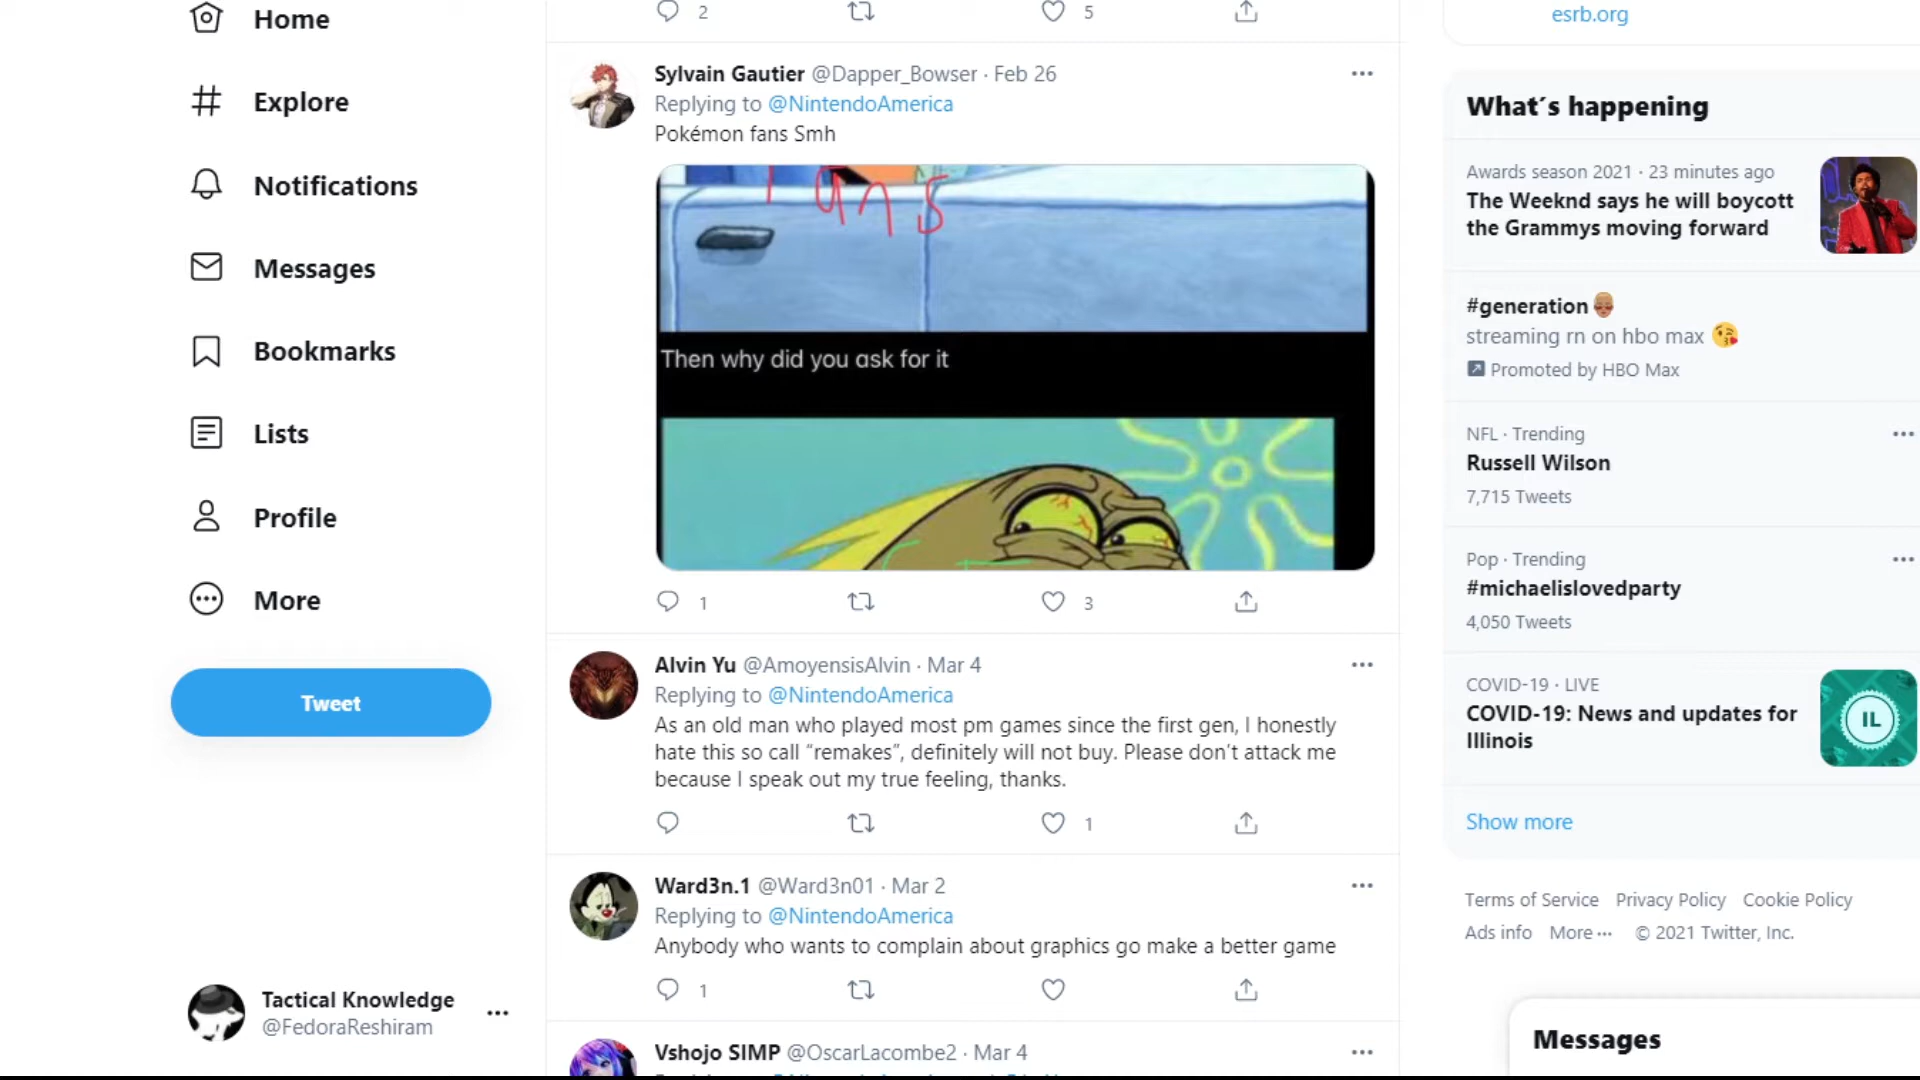 Home
Explore
Notifications
Messages
Bookmarks
Lists
Profile
More
Tweet
Tactical Knowledge
@FedoraReshiram
2
5
Sylvain Gautier @Dapper_Bowser · Feb 26
Replying to @NintendoAmerica
Pokémon fans Smh
Then why did you ask for it
1
3
Alvin Yu @AmoyensisAlvin · Mar 4
Replying to @NintendoAmerica
As an old man who played most pm games since the first gen, I honestly
hate this so call “remakes”, definitely will not buy. Please don't attack me
because I speak out my true feeling, thanks.
1
Ward3n.1 @Ward3n01 · Mar 2
Replying to @NintendoAmerica
Anybody who wants to complain about graphics go make a better game
1
Vshojo SIMP @OscarLacombe2 · Mar 4
esrb.org
What´s happening
Awards season 2021 · 23 minutes ago
The Weeknd says he will boycott
the Grammys moving forward
#generation
streaming rn on hbo max 😘
Promoted by HBO Max
NFL · Trending
Russell Wilson
7,715 Tweets
Pop · Trending
#michaelislovedparty
4,050 Tweets
COVID-19 · LIVE
COVID-19: News and updates for
Illinois
IL
Show more
Terms of Service Privacy Policy Cookie Policy
Ads info More ··· © 2021 Twitter, Inc.
Messages